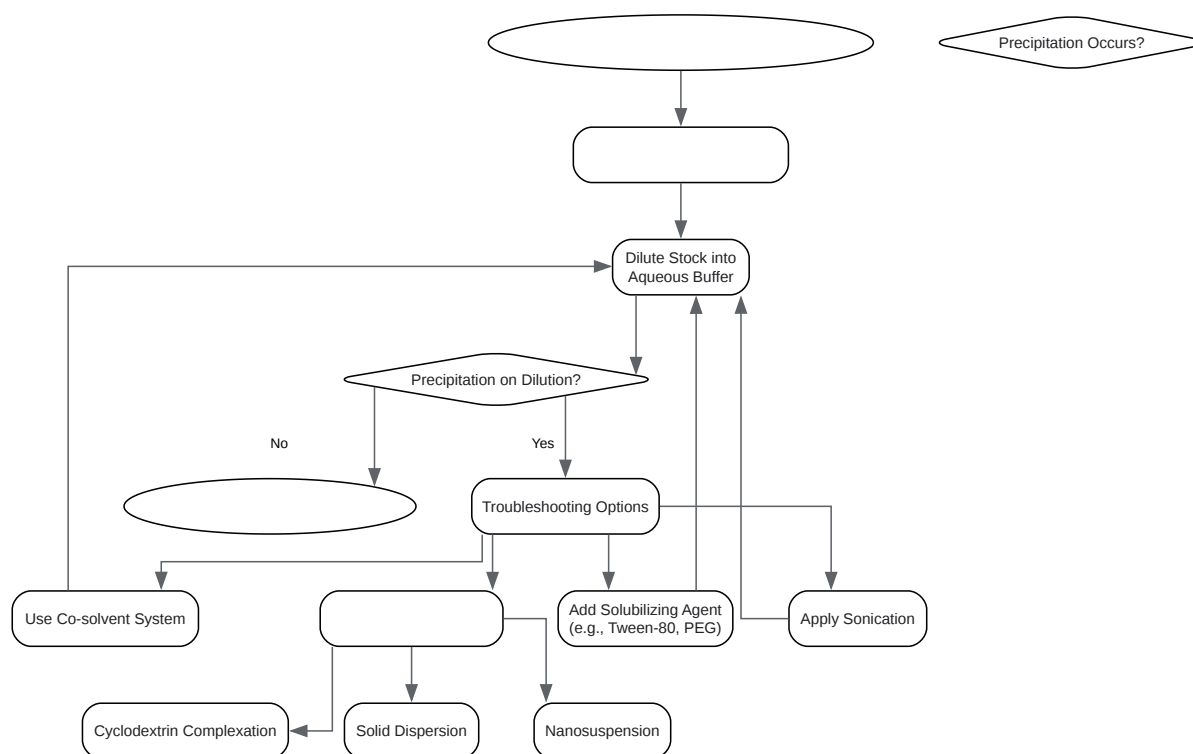 Precipitation Occurs?
Dilute Stock into
Aqueous Buffer
Precipitation on Dilution?
No
Yes
Troubleshooting Options
Use Co-solvent System
Add Solubilizing Agent
(e.g., Tween-80, PEG)
Apply Sonication
Cyclodextrin Complexation
Solid Dispersion
Nanosuspension